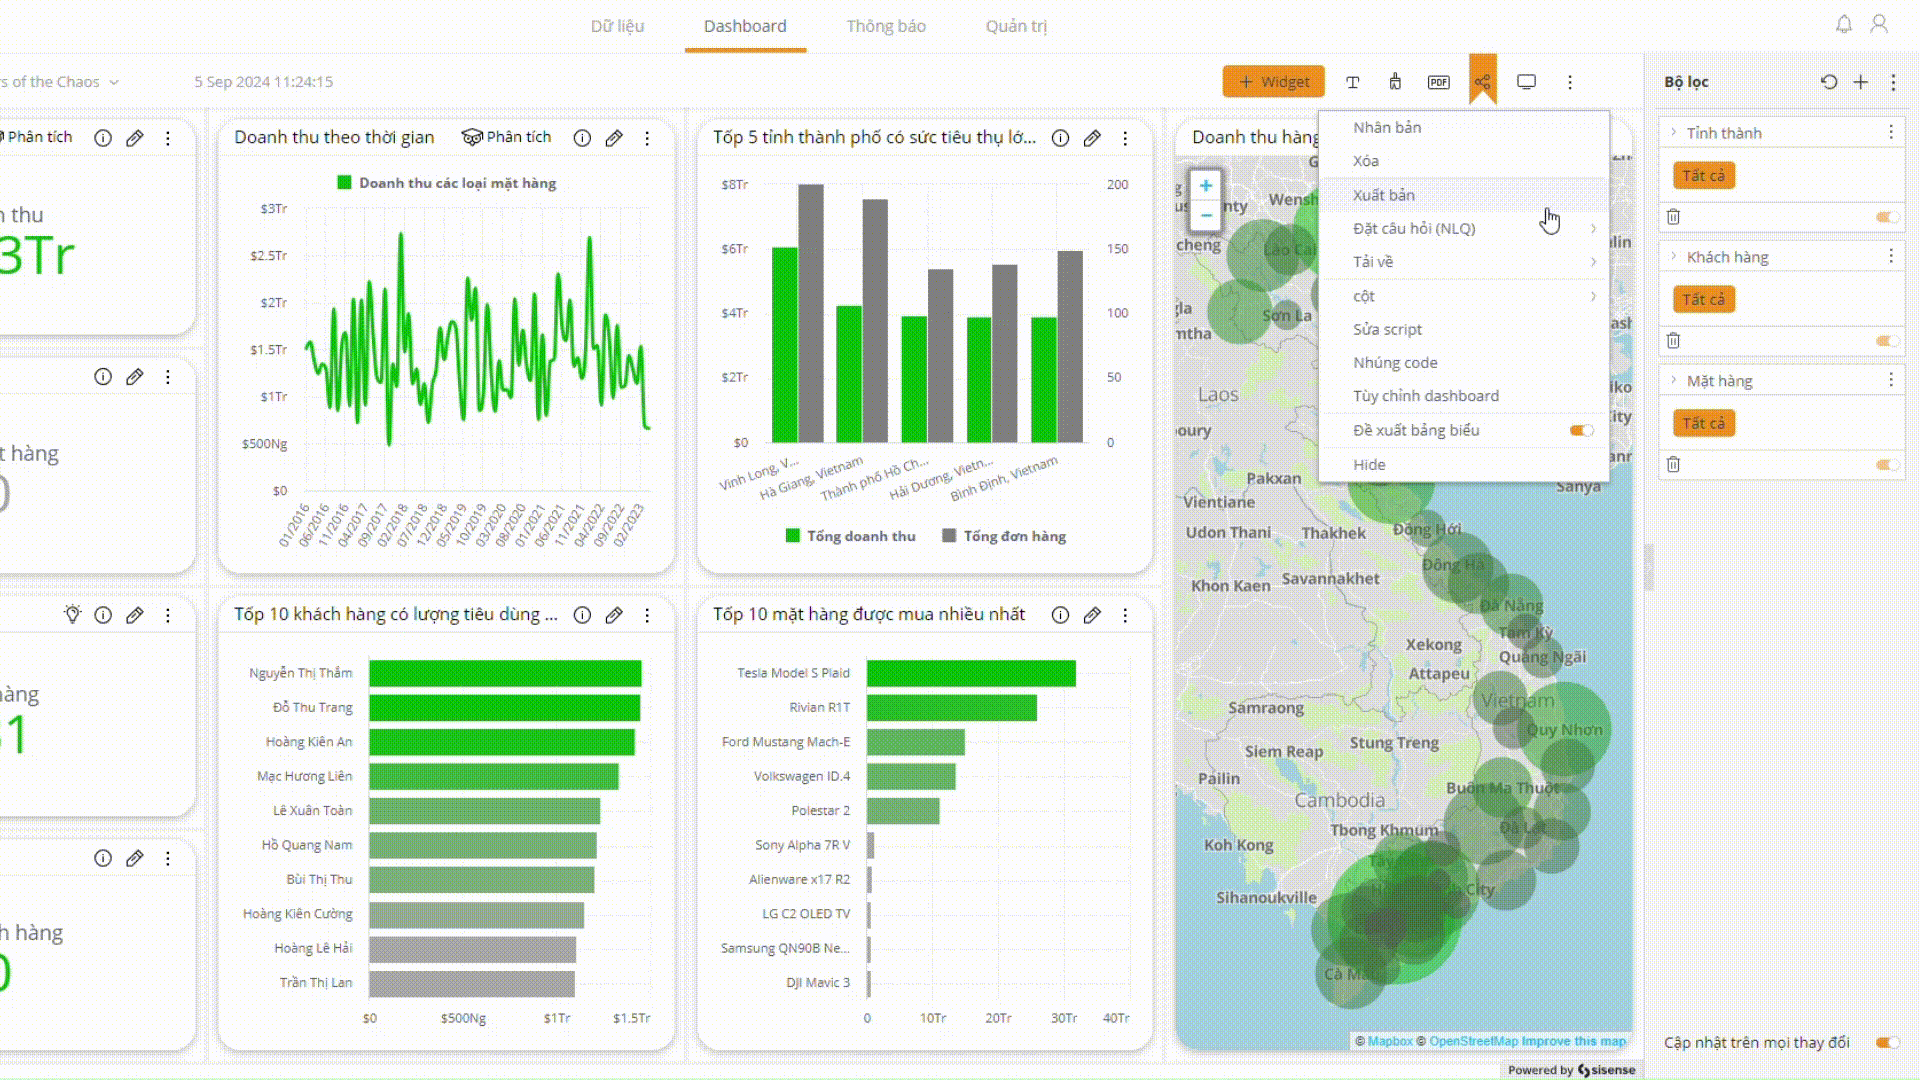 Dữ liệu
Dashboard
Thông báo
Quản trị
rs of the Chaos
5 Sep 2024 11:24:15
+ Widget
PDF
Bộ lọc
Phân tích
n thu
3Tr
t hàng
0
hàng
1
h hàng
0
Doanh thu theo thời gian
Phân tích
Doanh thu các loại mặt hàng
$3Tr
$2.5Tr
$2Tr
$1.5Tr
$1Tr
$500Ng
$0
01/2016
06/2016
11/2016
04/2017
09/2017
02/2018
07/2018
12/2018
05/2019
10/2019
03/2020
08/2020
01/2021
06/2021
11/2021
04/2022
09/2022
02/2023
Tốp 5 tỉnh thành phố có sức tiêu thụ lớ...
$8Tr
$6Tr
$4Tr
$2Tr
$0
200
150
100
50
0
Vinh Long, V...
Hà Giang, Vietnam
Thành phố Hồ Ch...
Hải Dương, Vietn...
Bình Định, Vietnam
Tổng doanh thu
Tổng đơn hàng
Tốp 10 khách hàng có lượng tiêu dùng ...
Nguyễn Thị Thắm
Đỗ Thu Trang
Hoàng Kiên An
Mạc Hương Liên
Lê Xuân Toàn
Hồ Quang Nam
Bùi Thị Thu
Hoàng Kiên Cường
Hoàng Lê Hải
Trần Thị Lan
$0
$500Ng
$1Tr
$1.5Tr
Tốp 10 mặt hàng được mua nhiều nhất
Tesla Model S Plaid
Rivian R1T
Ford Mustang Mach-E
Volkswagen ID.4
Polestar 2
Sony Alpha 7R V
Alienware x17 R2
LG C2 OLED TV
Samsung QN90B Ne...
DJI Mavic 3
0
10Tr
20Tr
30Tr
40Tr
Doanh thu hàng
+
−
Nhân bản
Xóa
Xuất bản
Đặt câu hỏi (NLQ)
Tải về
cột
Sửa script
Nhúng code
Tùy chỉnh dashboard
Đề xuất bảng biểu
Hide
Wensh
cheng
Lào Cai
Sơn La
mtha
Laos
oury
Pakxan
Sanya
Vientiane
Udon Thani
Thakhek
Đồng Hới
Đông Hà
Khon Kaen
Savannakhet
Đà Nẵng
Tam Kỳ
Xekong
Quảng Ngãi
Attapeu
Vietnam
Samraong
Quy Nhơn
Stung Treng
Siem Reap
Pailin
Buôn Ma Thuột
Cambodia
Đà Lạt
Tbong Khmum
Koh Kong
City
Sihanoukville
© Mapbox © OpenStreetMap Improve this map
Tỉnh thành
Tất cả
Khách hàng
Tất cả
Mặt hàng
Tất cả
Cập nhật trên mọi thay đổi
Powered by sisense